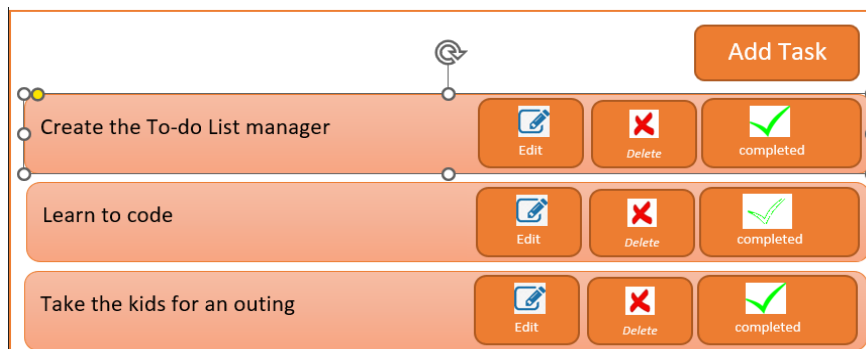 Add Task
Create the To-do List manager
Edit
Delete
completed
Learn to code
Edit
Delete
completed
Take the kids for an outing
Edit
Delete
completed